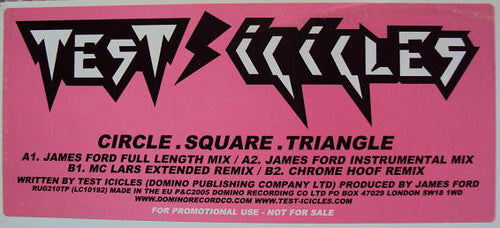 TEST ICICLES
CIRCLE.SQUARE.TRIANGLE
A1. JAMES FORD FULL LENGTH MIX / A2. JAMES FORD INSTRUMENTAL MIX
B1. MC LARS EXTENDED REMIX / B2. CHROME HOOF REMIX
WRITTEN BY TEST ICICLES (DOMINO PUBLISHING COMPANY LTD) PRODUCED BY JAMES FORD
RUG210TP (LC10192) MADE IN THE EU P&C2005 DOMINO RECORDING CO LTD PO BOX 47029 LONDON SW18 1WD
WWW.DOMINORECORDCO.COM WWW.TEST-ICICLES.COM
FOR PROMOTIONAL USE - NOT FOR SALE